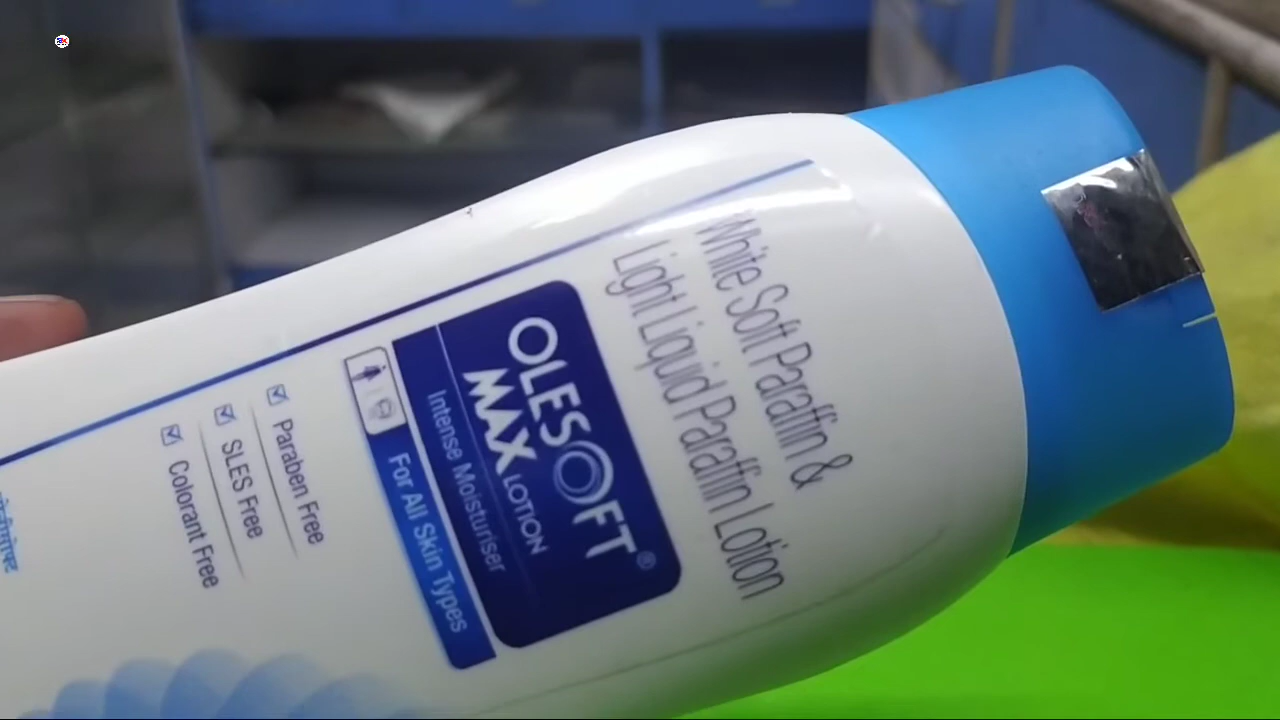 White Soft Paraffin &
Light Liquid Paraffin Lotion
OLESOFT®
MAX LOTION
Intense Moisturiser
For All Skin Types
Paraben Free
SLES Free
Colorant Free